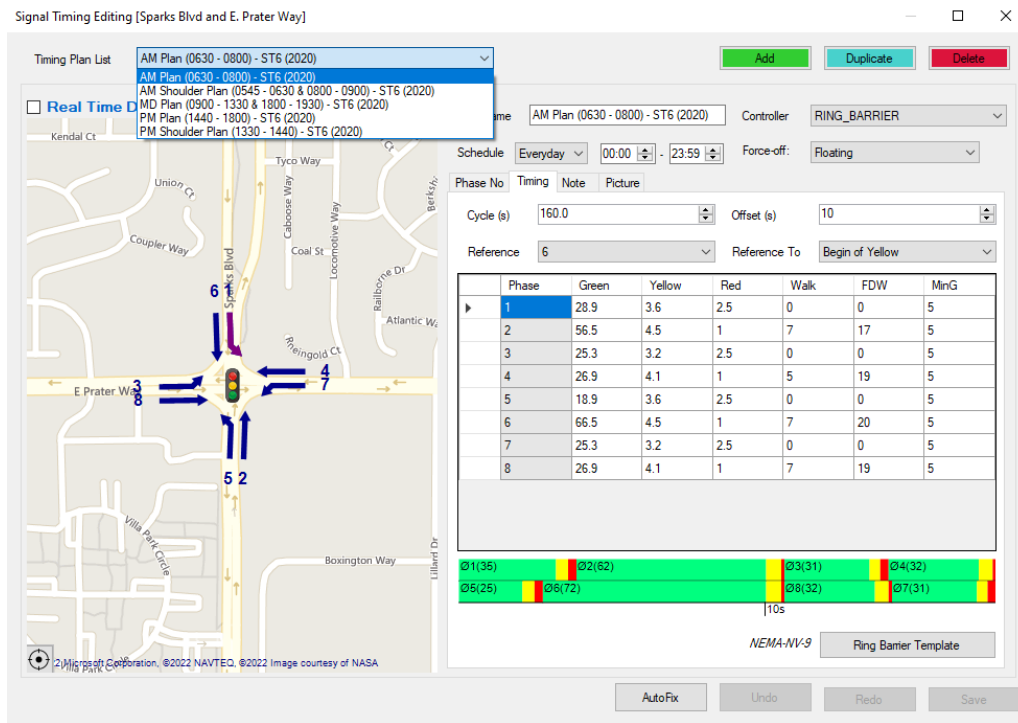 Signal Timing Editing [Sparks Blvd and E. Prater Way]
Timing Plan List
AM Plan (0630 - 0800) - ST6 (2020)
Add
Duplicate
Delete
AM Plan (0630 - 0800) - ST6 (2020)
AM Shoulder Plan (0545 - 0630 & 0800 - 0900) - ST6 (2020)
MD Plan (0900 - 1330 & 1800 - 1930) - ST6 (2020)
PM Plan (1440 - 1800) - ST6 (2020)
PM Shoulder Plan (1330 - 1440) - ST6 (2020)
Real Time D
AM Plan (0630 - 0800) - ST6 (2020)
Controller
RING_BARRIER
Schedule
Everyday
00:00
-
23:59
Force-off:
Floating
Phase No
Timing
Note
Picture
Cycle (s)
160.0
Offset (s)
10
Reference
6
Reference To
Begin of Yellow
Phase Green Yellow Red Walk FDW MinG
1 28.9 3.6 2.5 0 0 5
2 56.5 4.5 1 7 17 5
3 25.3 3.2 2.5 0 0 5
4 26.9 4.1 1 5 19 5
5 18.9 3.6 2.5 0 0 5
6 66.5 4.5 1 7 20 5
7 25.3 3.2 2.5 0 0 5
8 26.9 4.1 1 7 19 5
Ø1(35) Ø2(62) Ø3(31) Ø4(32)
Ø5(25) Ø6(72) Ø8(32) Ø7(31)
10s
NEMA-NV-9
Ring Barrier Template
Kendal Ct
Tyco Way
Union Ct
Caboose Way
Locomotive Way
Coupler Way
Coal St
Sparks Blvd
Railborne Dr
Atlantic Wa
Rheingold Ct
E Prater Way
6 1
4
7
3
8
5 2
Villa Park Circle
Boxington Way
Lillard Dr
Microsoft Corporation, ©2022 NAVTEQ, ©2022 Image courtesy of NASA
AutoFix
Undo
Redo
Save